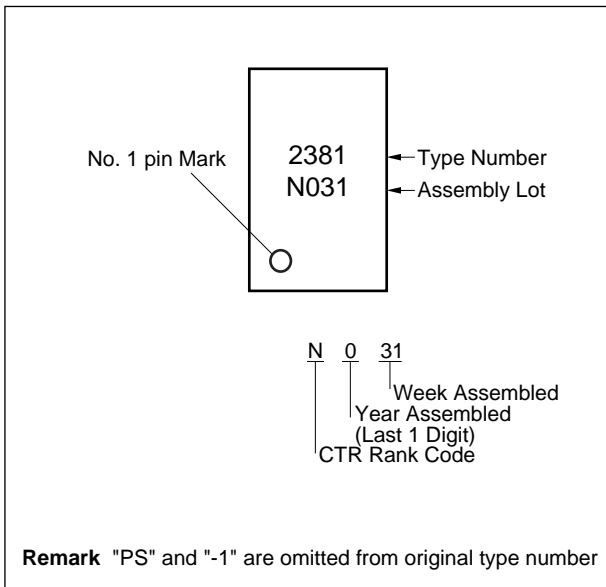 2381
No. 1 pin Mark
Type Number
N031
Assembly Lot
N 0 31
Week Assembled
Year Assembled
(Last 1 Digit)
CTR Rank Code
Remark "PS" and "-1" are omitted from original type number